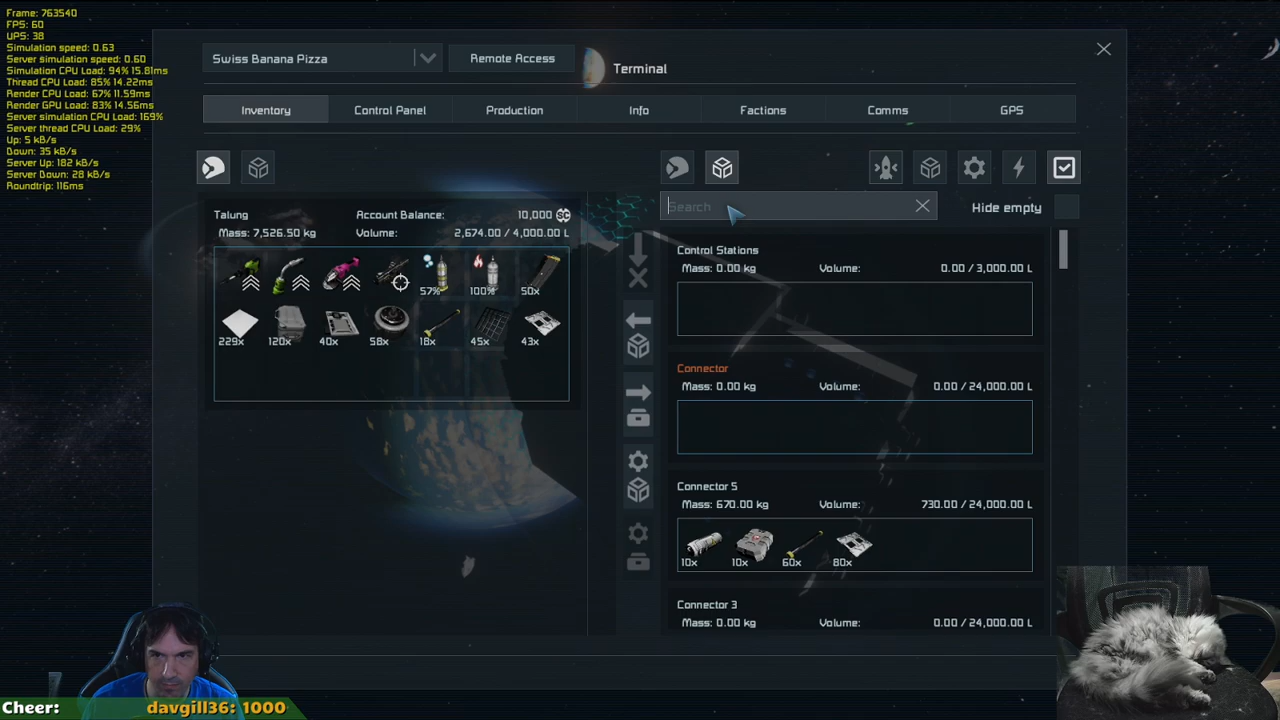 Frame: 763540
FPS: 60
UPS: 38
Simulation speed: 0.63
Server simulation speed: 0.60
Simulation CPU Load: 94% 15.81ms
Thread CPU Load: 85% 14.22ms
Render CPU Load: 67% 11.59ms
Render GPU Load: 83% 14.56ms
Server simulation CPU Load: 169%
Server thread CPU Load: 29%
Up: 5 kB/s
Down: 35 kB/s
Server Up: 182 kB/s
Server Down: 28 kB/s
Roundtrip: 116ms
Swiss Banana Pizza
Remote Access
Terminal
Inventory
Control Panel
Production
Info
Factions
Comms
GPS
Talung
Account Balance: 10,000 SC
Mass: 7,526.50 kg
Volume: 2,674.00 / 4,000.00 L
57%
100%
50x
229x
120x
40x
58x
18x
45x
43x
Search
Hide empty
Control Stations
Mass: 0.00 kg
Volume: 0.00 / 3,000.00 L
Connector
Mass: 0.00 kg
Volume: 0.00 / 24,000.00 L
Connector 5
Mass: 670.00 kg
Volume: 730.00 / 24,000.00 L
10x
10x
60x
80x
Connector 3
Mass: 0.00 kg
Volume: 0.00 / 24,000.00 L
Cheer: davgill36: 1000